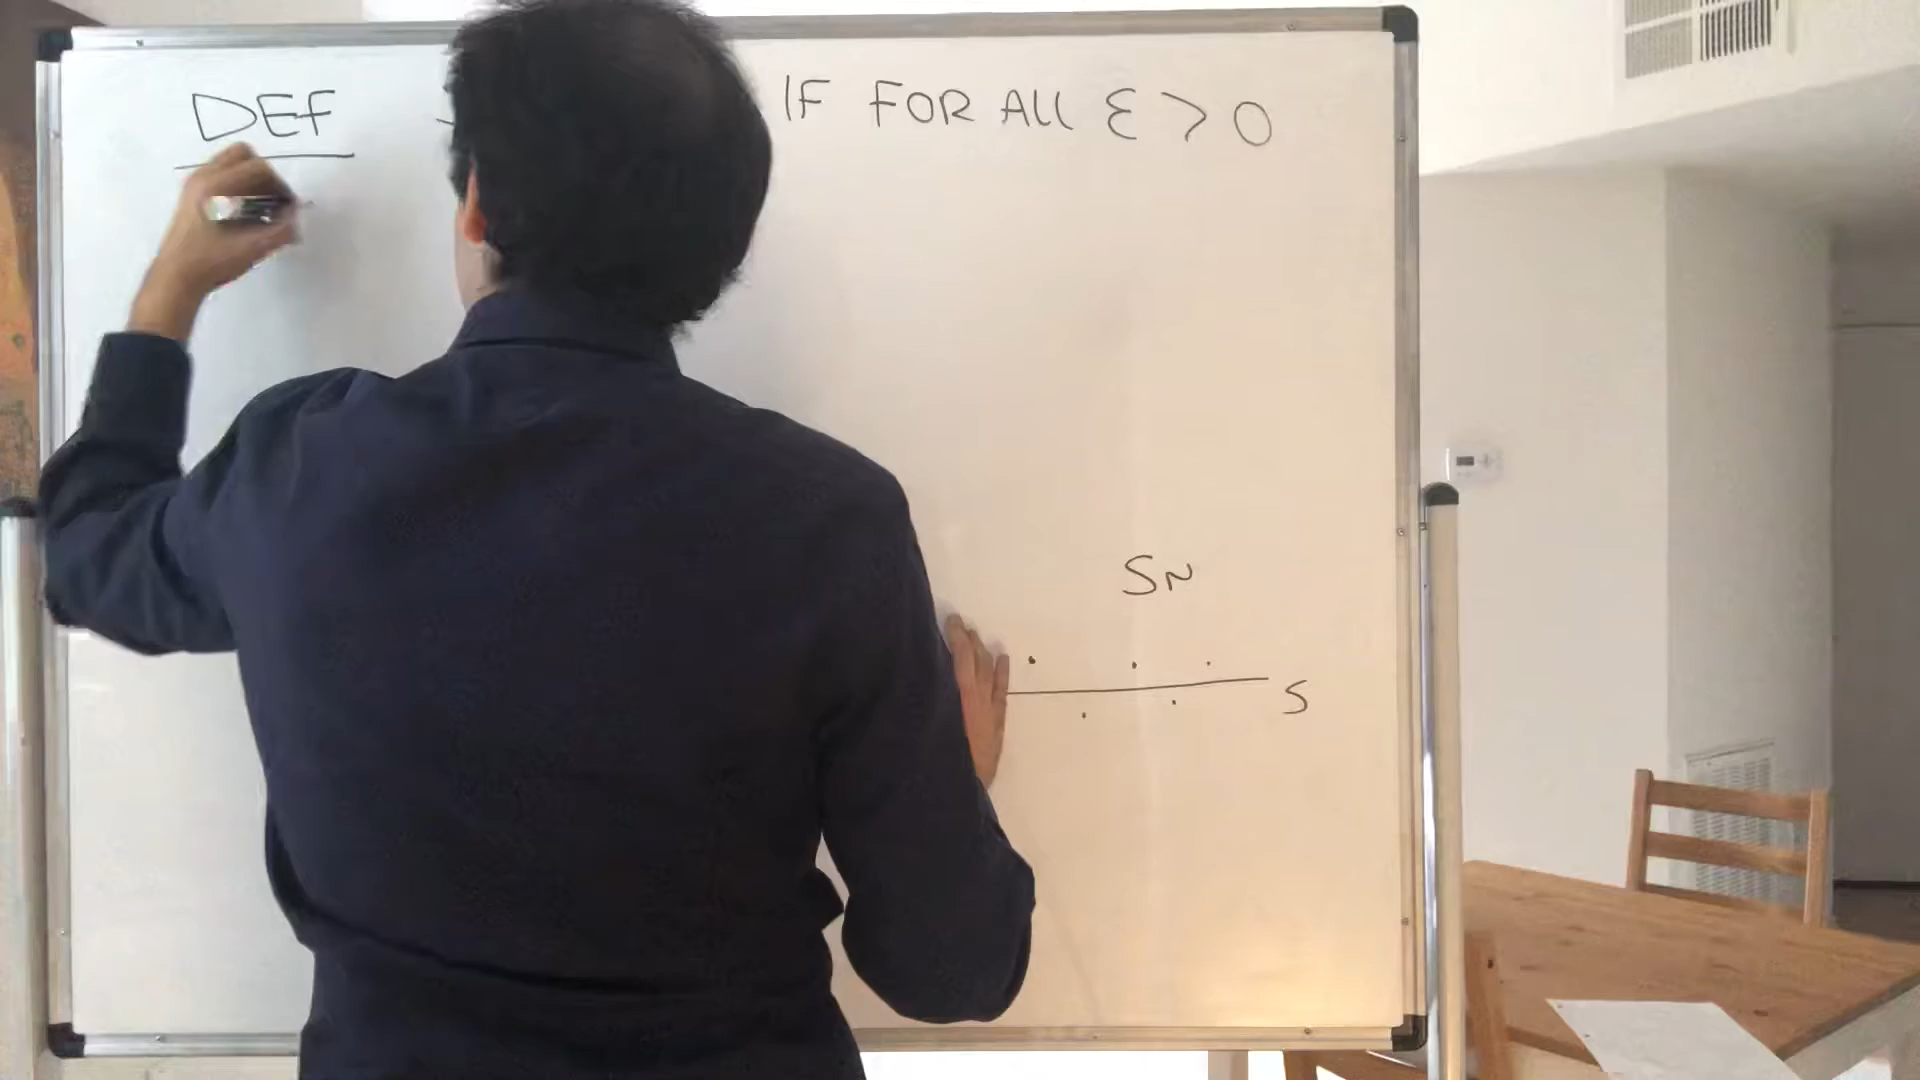 DEF IF FOR ALL Ɛ > 0
SN
S